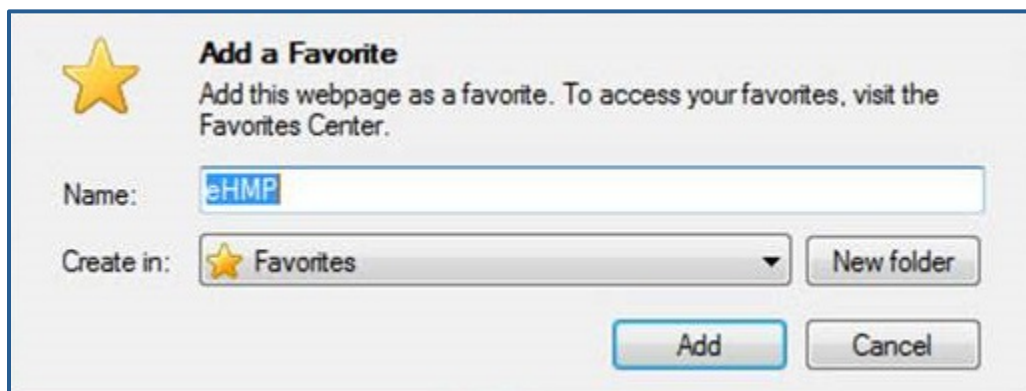 Add a Favorite
Add this webpage as a favorite. To access your favorites, visit the
Favorites Center.
Name: eHMP
Create in: Favorites New folder
Add Cancel